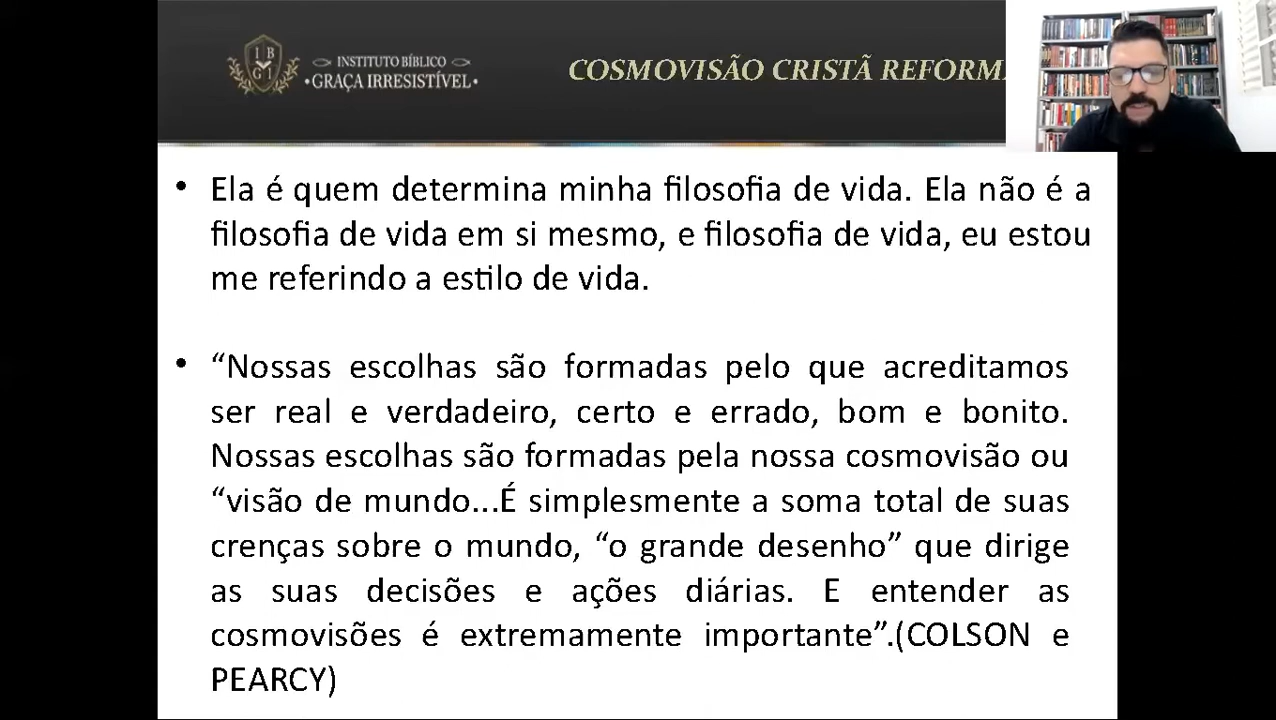 I B
G I
INSTITUTO BÍBLICO
•GRAÇA IRRESISTÍVEL•
COSMOVISÃO CRISTÃ REFORM
• Ela é quem determina minha filosofia de vida. Ela não é a
filosofia de vida em si mesmo, e filosofia de vida, eu estou
me referindo a estilo de vida.
• “Nossas escolhas são formadas pelo que acreditamos
ser real e verdadeiro, certo e errado, bom e bonito.
Nossas escolhas são formadas pela nossa cosmovisão ou
“visão de mundo...É simplesmente a soma total de suas
crenças sobre o mundo, “o grande desenho” que dirige
as suas decisões e ações diárias. E entender as
cosmovisões é extremamente importante”.(COLSON e
PEARCY)